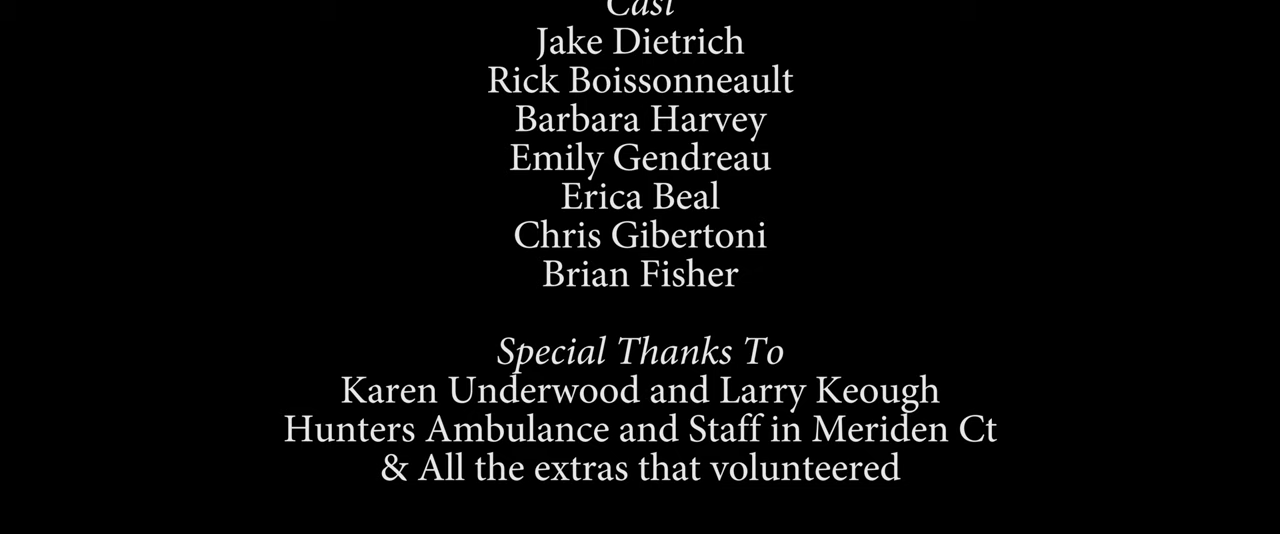 Cast
Jake Dietrich
Rick Boissonneault
Barbara Harvey
Emily Gendreau
Erica Beal
Chris Gibertoni
Brian Fisher
Special Thanks To
Karen Underwood and Larry Keough
Hunters Ambulance and Staff in Meriden Ct
& All the extras that volunteered